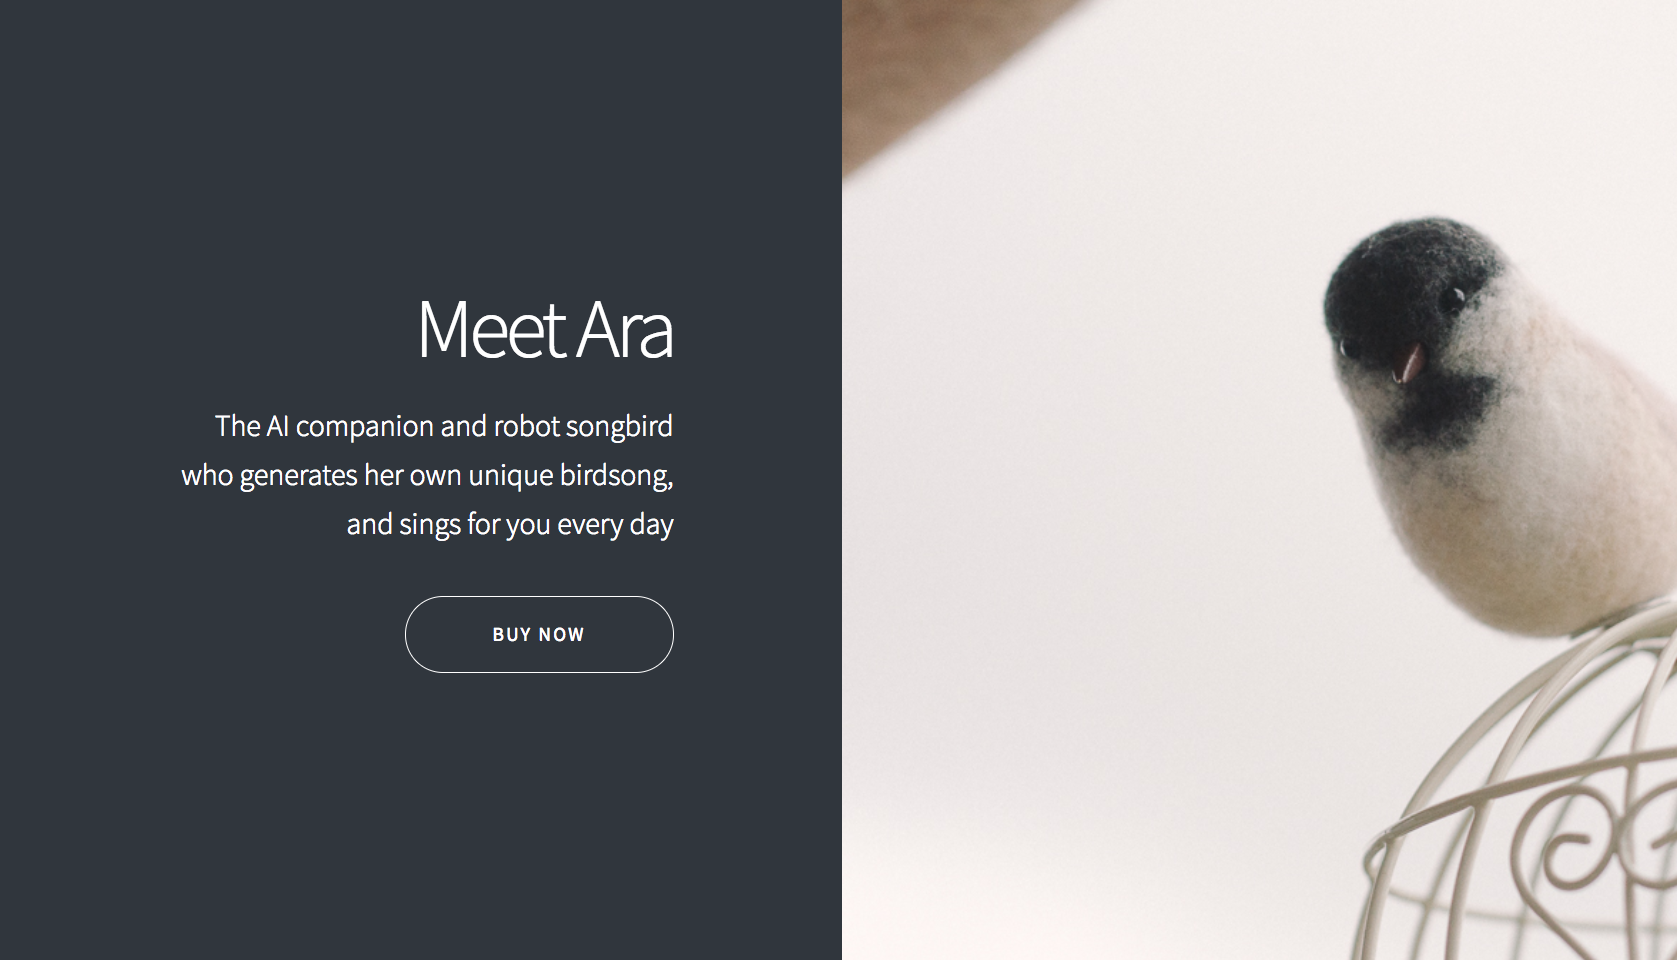 Meet Ara
The AI companion and robot songbird
who generates her own unique birdsong,
and sings for you every day
BUY NOW